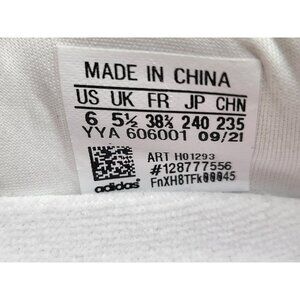 MADE IN CHINA
US UK FR JP CHN
6 5½ 38⅔ 240 235
YYA 606001 09/21
ART H01293
#128777556
adidas FnXH8TFk00045